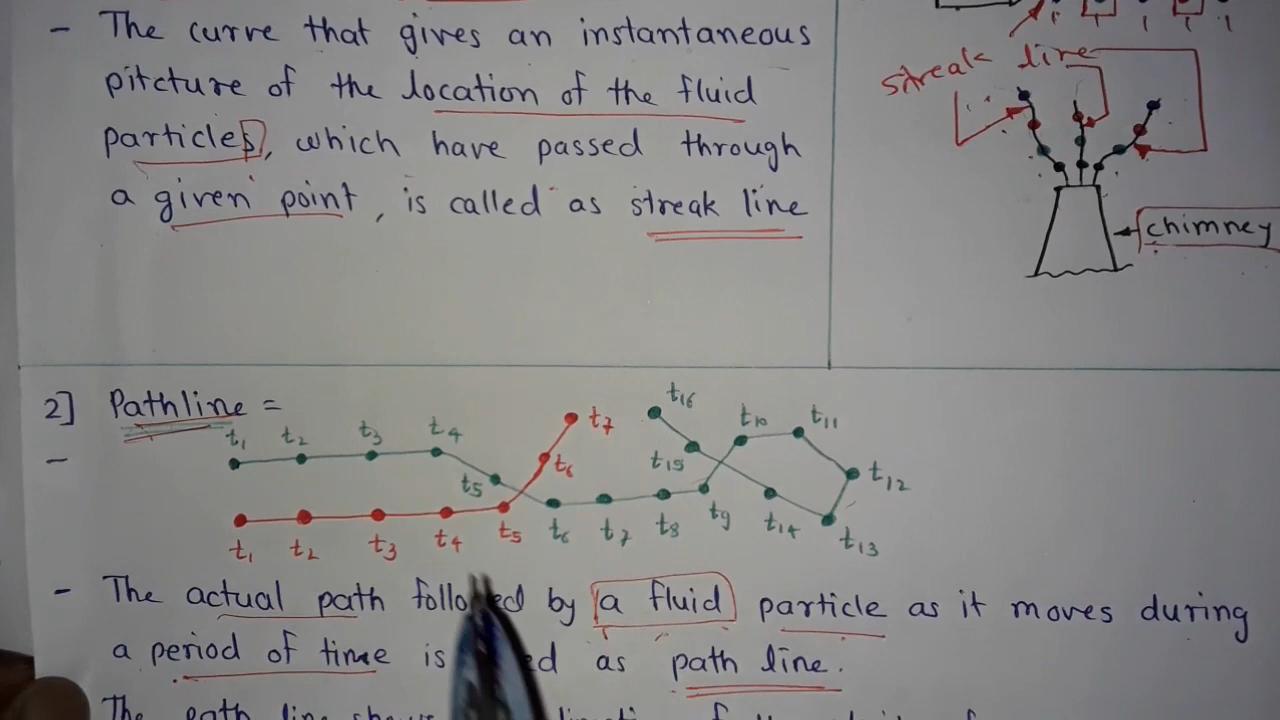 - The curve that gives an instantaneous
pitcture of the location of the fluid
particles, which have passed through
a given point, is called as streak line
streak line
chimney
2] Pathline =
t1 t2 t3 t4 t5 t6 t7 t8 t9 t10 t11 t12 t13 t14 t15 t16
t1 t2 t3 t4 t5 t6 t7
- The actual path by a fluid particle as it moves during
a period of time is as path line.
The path line